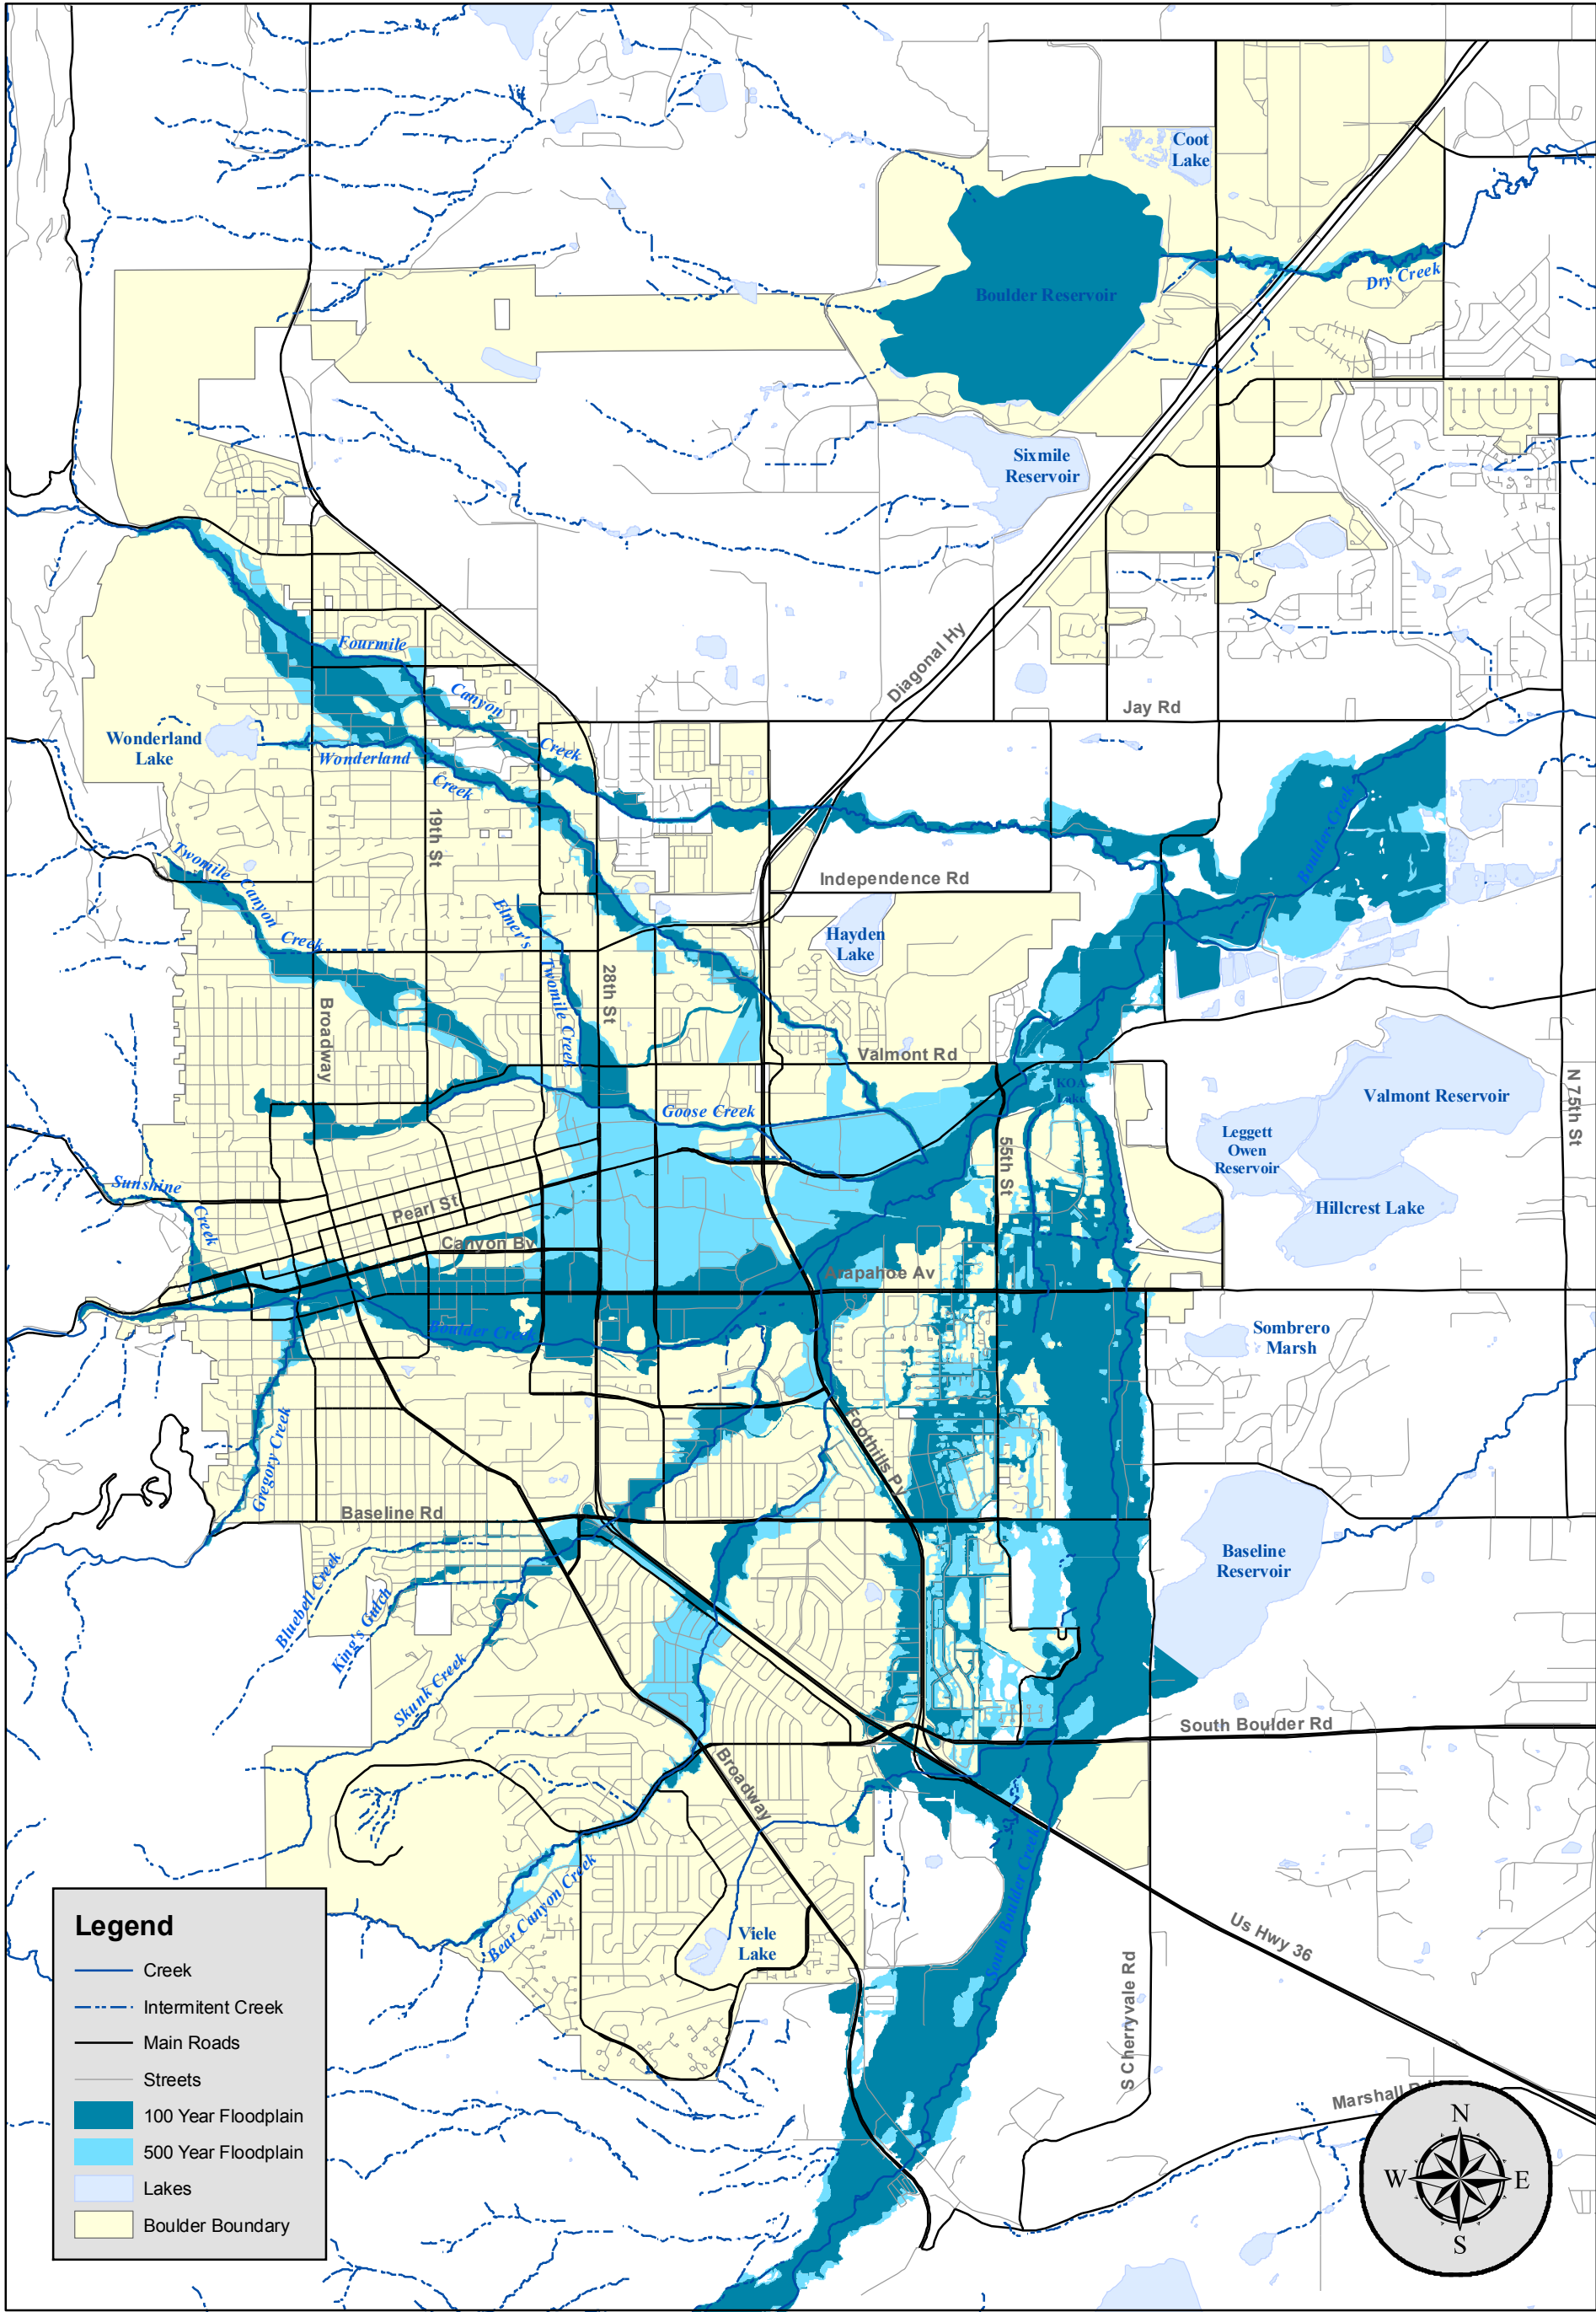 Coot
Lake
Boulder Reservoir
Dry Creek
Sixmile
Reservoir
Diagonal Hy
Jay Rd
Fourmile
Canyon
Creek
Wonderland
Lake
Wonderland
Creek
19th St
Boulder Creek
Twomile
Canyon
Creek
Elmer's
Twomile Creek
Independence Rd
Hayden
Lake
28th St
Broadway
Valmont Rd
KOA
Lake
Valmont Reservoir
N 75th St
Goose Creek
Leggett
Owen
Reservoir
55th St
Hillcrest Lake
Sunshine
Creek
Pearl St
Canyon Bv
Arapahoe Av
Boulder Creek
Sombrero
Marsh
Gregory Creek
Foothills Py
Baseline Rd
Baseline
Reservoir
Bluebell Creek
King's Gulch
Skunk Creek
South Boulder Rd
Broadway
South Boulder Creek
Bear Canyon Creek
Viele
Lake
Us Hwy 36
S Cherryvale Rd
Marshall Rd
Legend
Creek
Intermitent Creek
Main Roads
Streets
100 Year Floodplain
500 Year Floodplain
Lakes
Boulder Boundary
N
W
E
S